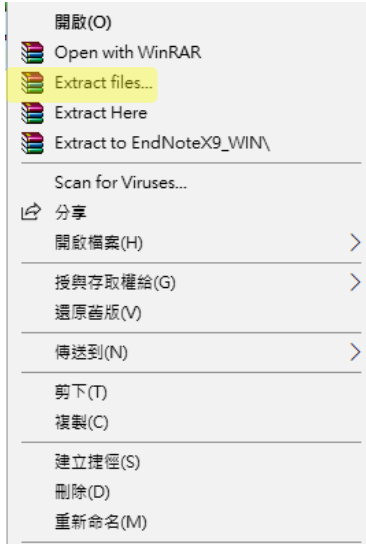 開啟(O)
Open with WinRAR
Extract files...
Extract Here
Extract to EndNoteX9_WIN\
Scan for Viruses...
分享
開啟檔案(H)
授與存取權給(G)
還原舊版(V)
傳送到(N)
剪下(T)
複製(C)
建立捷徑(S)
刪除(D)
重新命名(M)